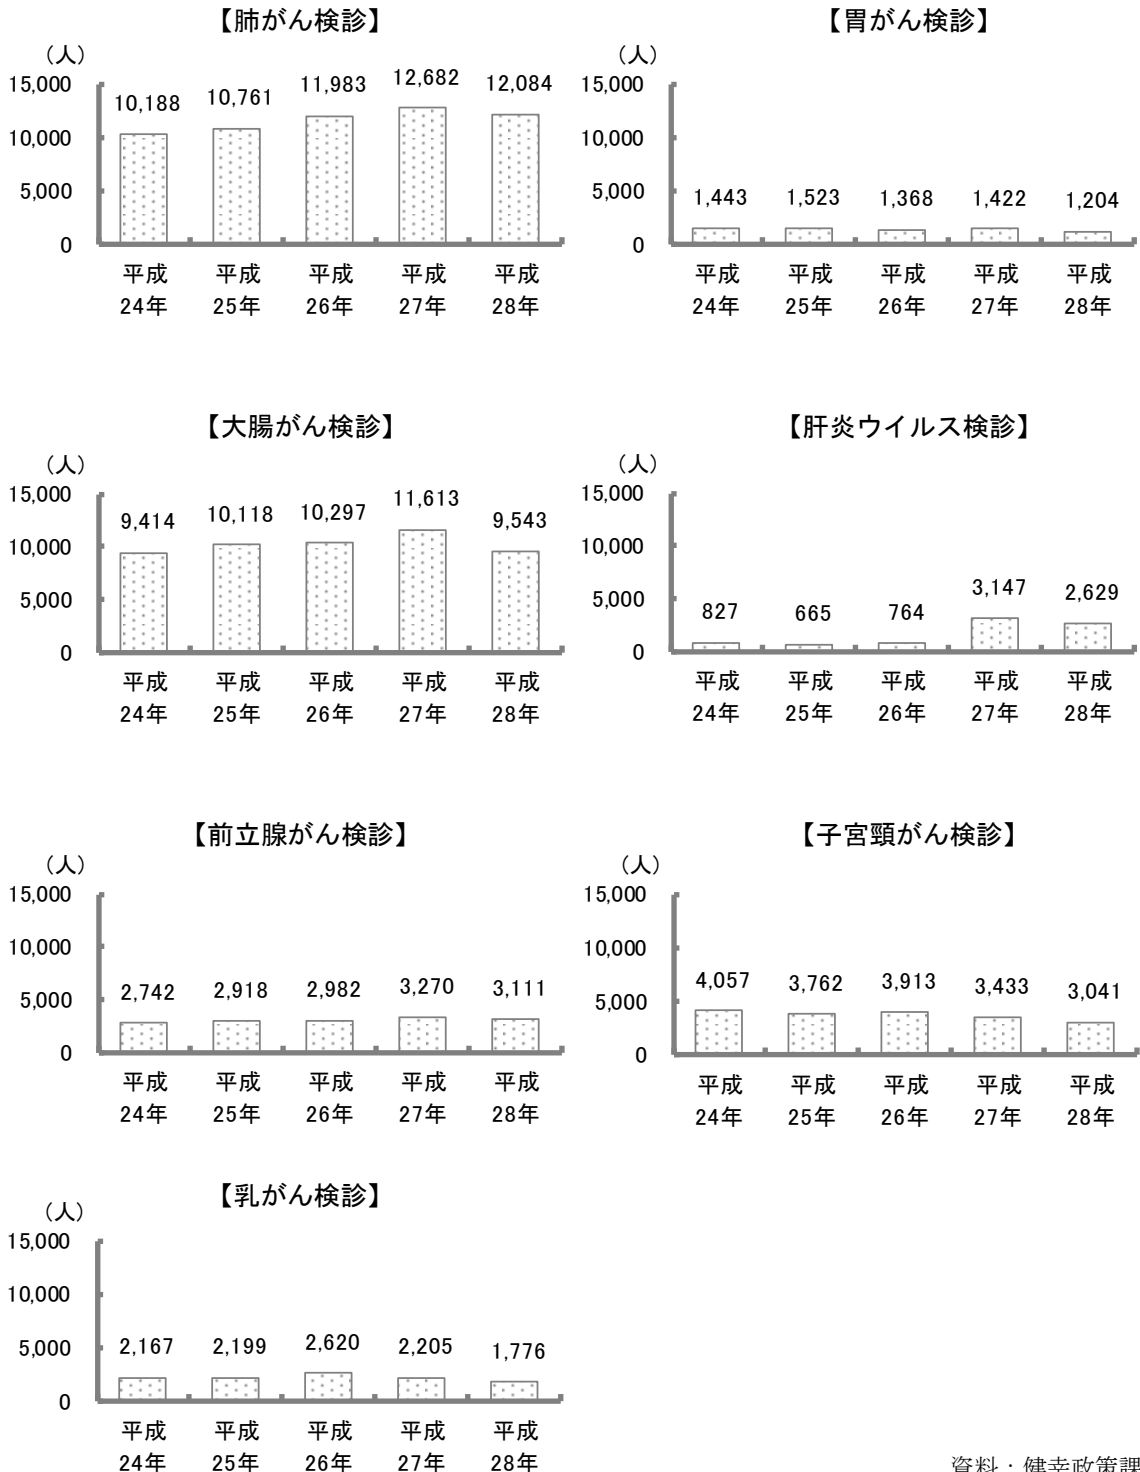 【肺がん検診】
（人）
15,000
10,000
5,000
0
10,188 10,761 11,983 12,682 12,084
平成 平成 平成 平成 平成
24年 25年 26年 27年 28年
【胃がん検診】
（人）
15,000
10,000
5,000
0
1,443 1,523 1,368 1,422 1,204
平成 平成 平成 平成 平成
24年 25年 26年 27年 28年
【大腸がん検診】
（人）
15,000
10,000
5,000
0
9,414 10,118 10,297 11,613 9,543
平成 平成 平成 平成 平成
24年 25年 26年 27年 28年
【肝炎ウイルス検診】
（人）
15,000
10,000
5,000
0
827 665 764 3,147 2,629
平成 平成 平成 平成 平成
24年 25年 26年 27年 28年
【前立腺がん検診】
（人）
15,000
10,000
5,000
0
2,742 2,918 2,982 3,270 3,111
平成 平成 平成 平成 平成
24年 25年 26年 27年 28年
【子宮頸がん検診】
（人）
15,000
10,000
5,000
0
4,057 3,762 3,913 3,433 3,041
平成 平成 平成 平成 平成
24年 25年 26年 27年 28年
【乳がん検診】
（人）
15,000
10,000
5,000
0
2,167 2,199 2,620 2,205 1,776
平成 平成 平成 平成 平成
24年 25年 26年 27年 28年
資料：健幸政策課